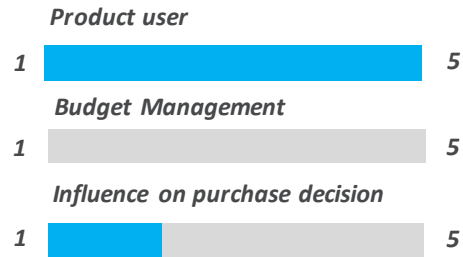 Product user
1 5
Budget Management
1 5
Influence on purchase decision
1 5